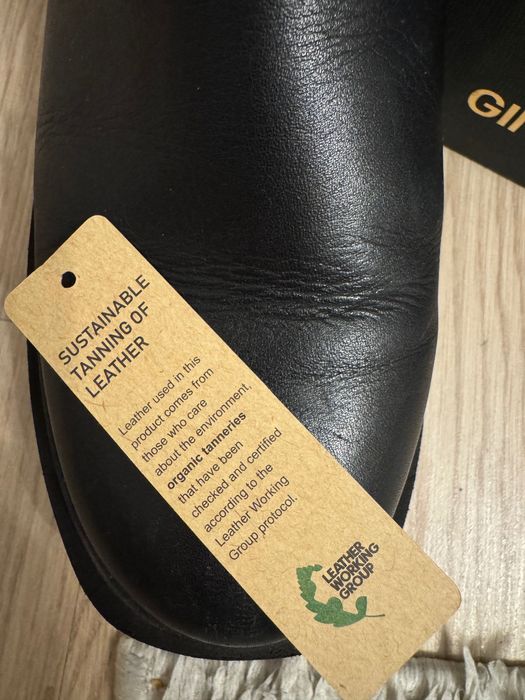 GI
SUSTAINABLE
TANNING OF
LEATHER
Leather used in this
product comes from
those who care
about the environment,
organic tanneries
that have been
checked and certified
according to the
Leather Working
Group protocol.
LEATHER
WORKING
GROUP